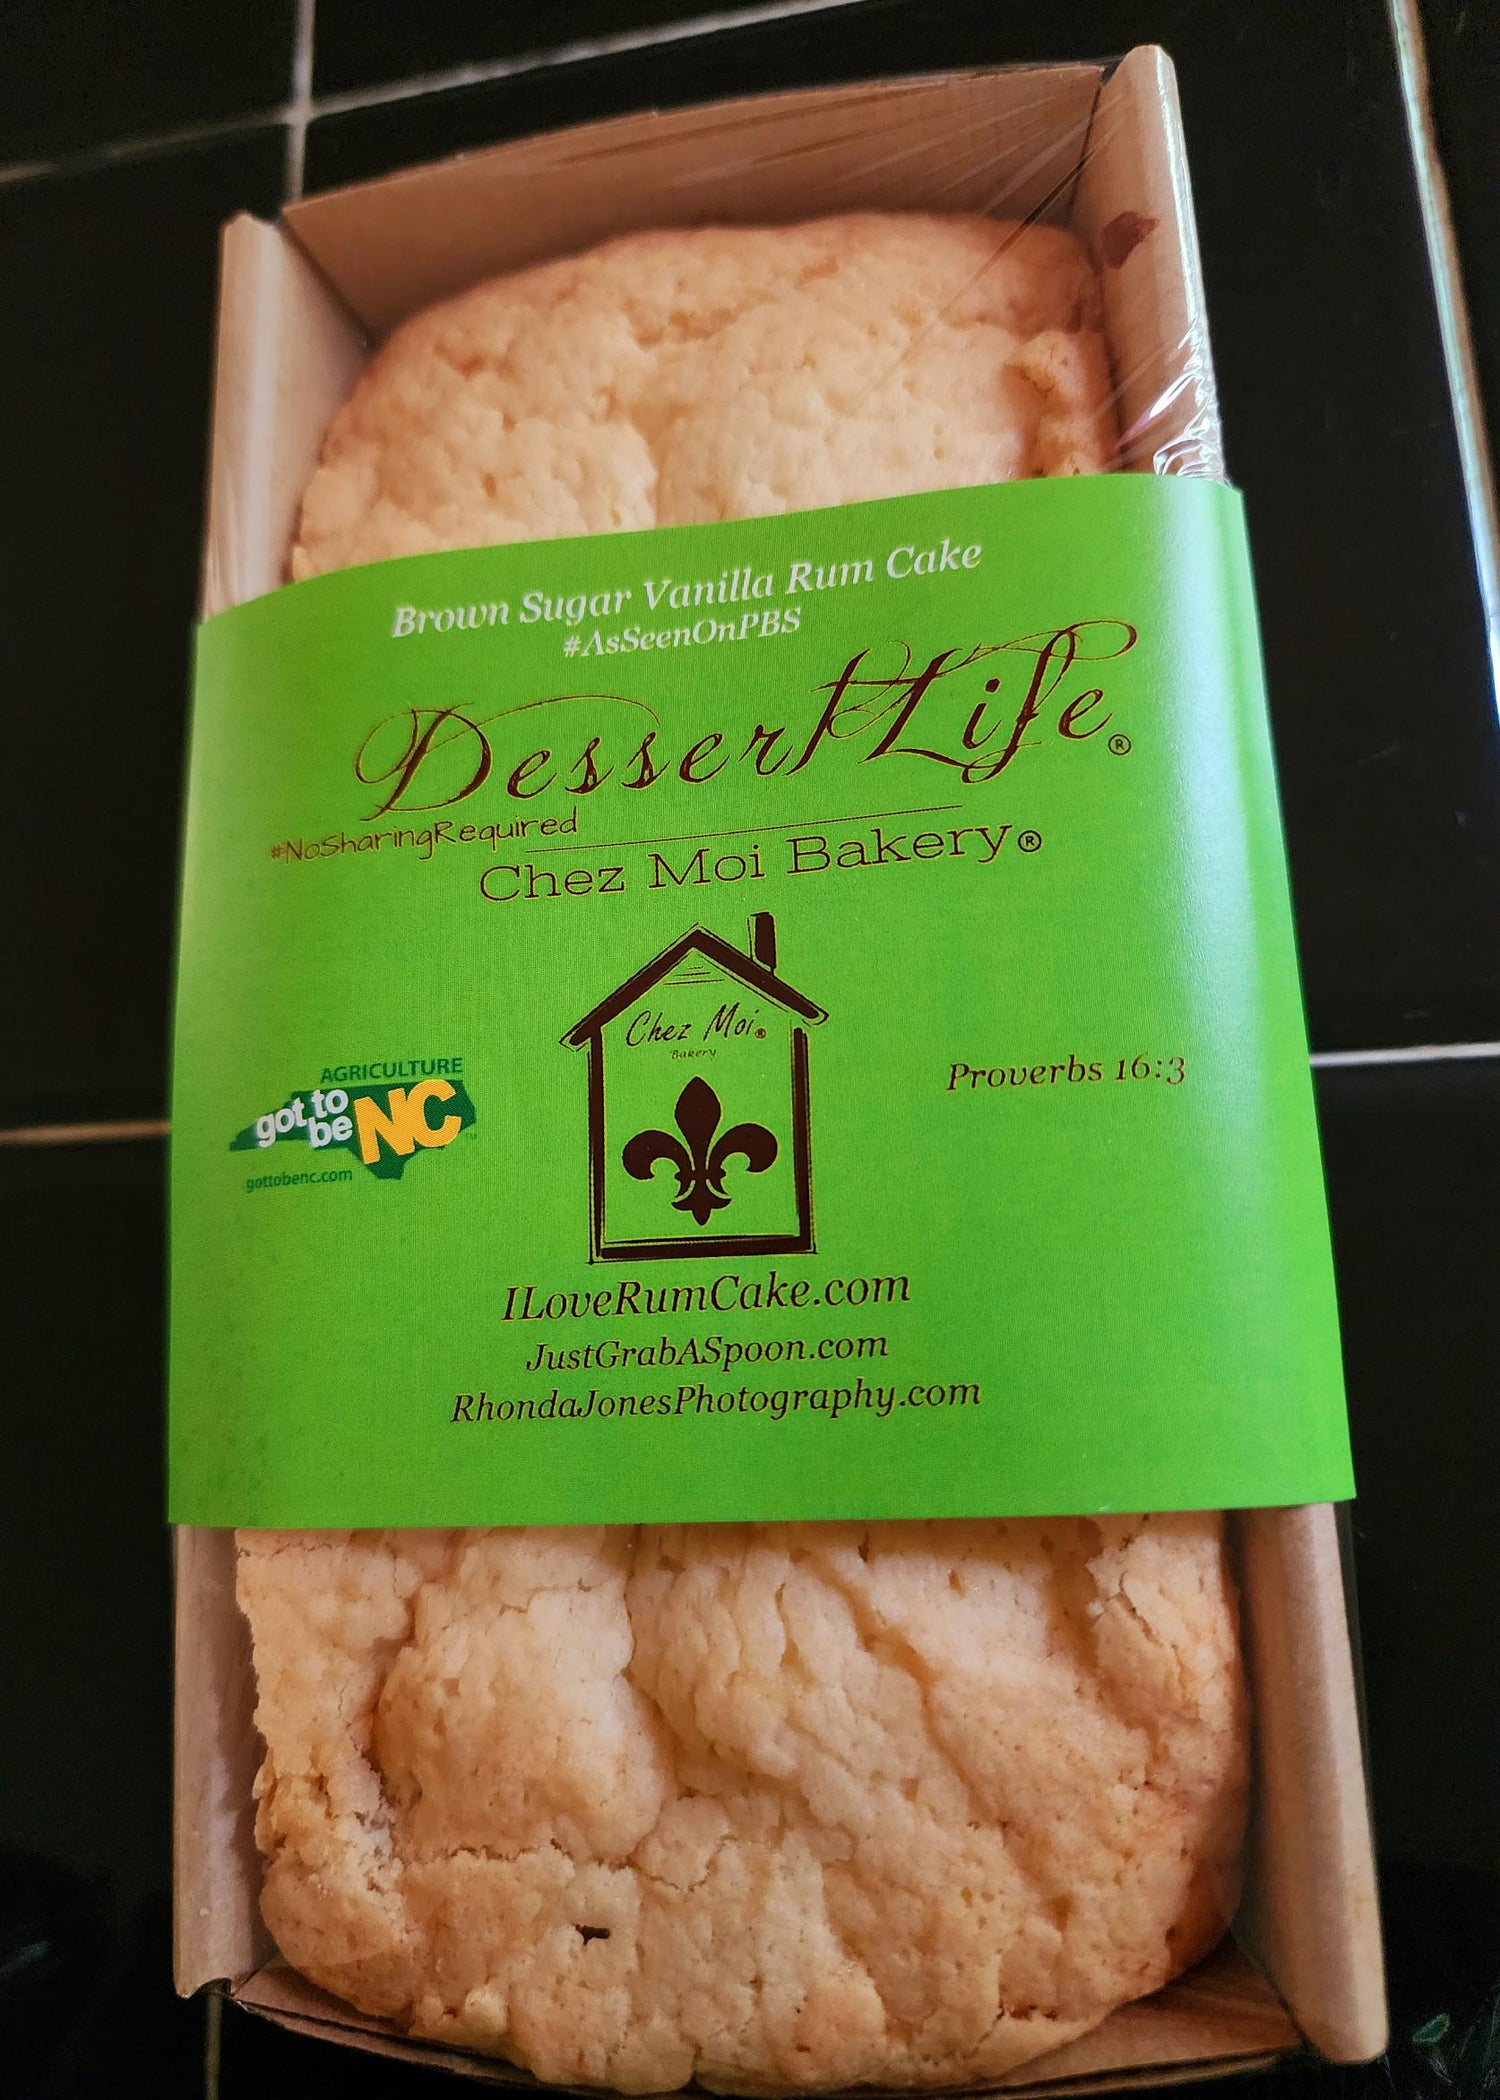 Brown Sugar Vanilla Rum Cake
#AsSeenOnPBS
DessertLife®
#NoSharingRequired
Chez Moi Bakery®
Chez Moi®
Bakery
AGRICULTURE
got to be NC™
gottobenc.com
Proverbs 16:3
ILoveRumCake.com
JustGrabASpoon.com
RhondaJonesPhotography.com